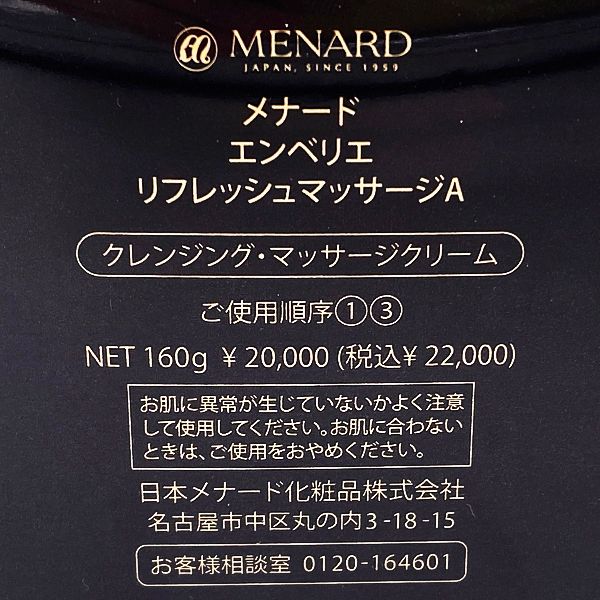 MENARD
JAPAN, SINCE 1959
メナード
エンベリエ
リフレッシュマッサージA
クレンジング・マッサージクリーム
ご使用順序①③
NET 160g ¥20,000 (税込¥22,000)
お肌に異常が生じていないかよく注意
して使用してください。お肌に合わない
ときは、ご使用をおやめください。
日本メナード化粧品株式会社
名古屋市中区丸の内3-18-15
お客様相談室 0120-164601